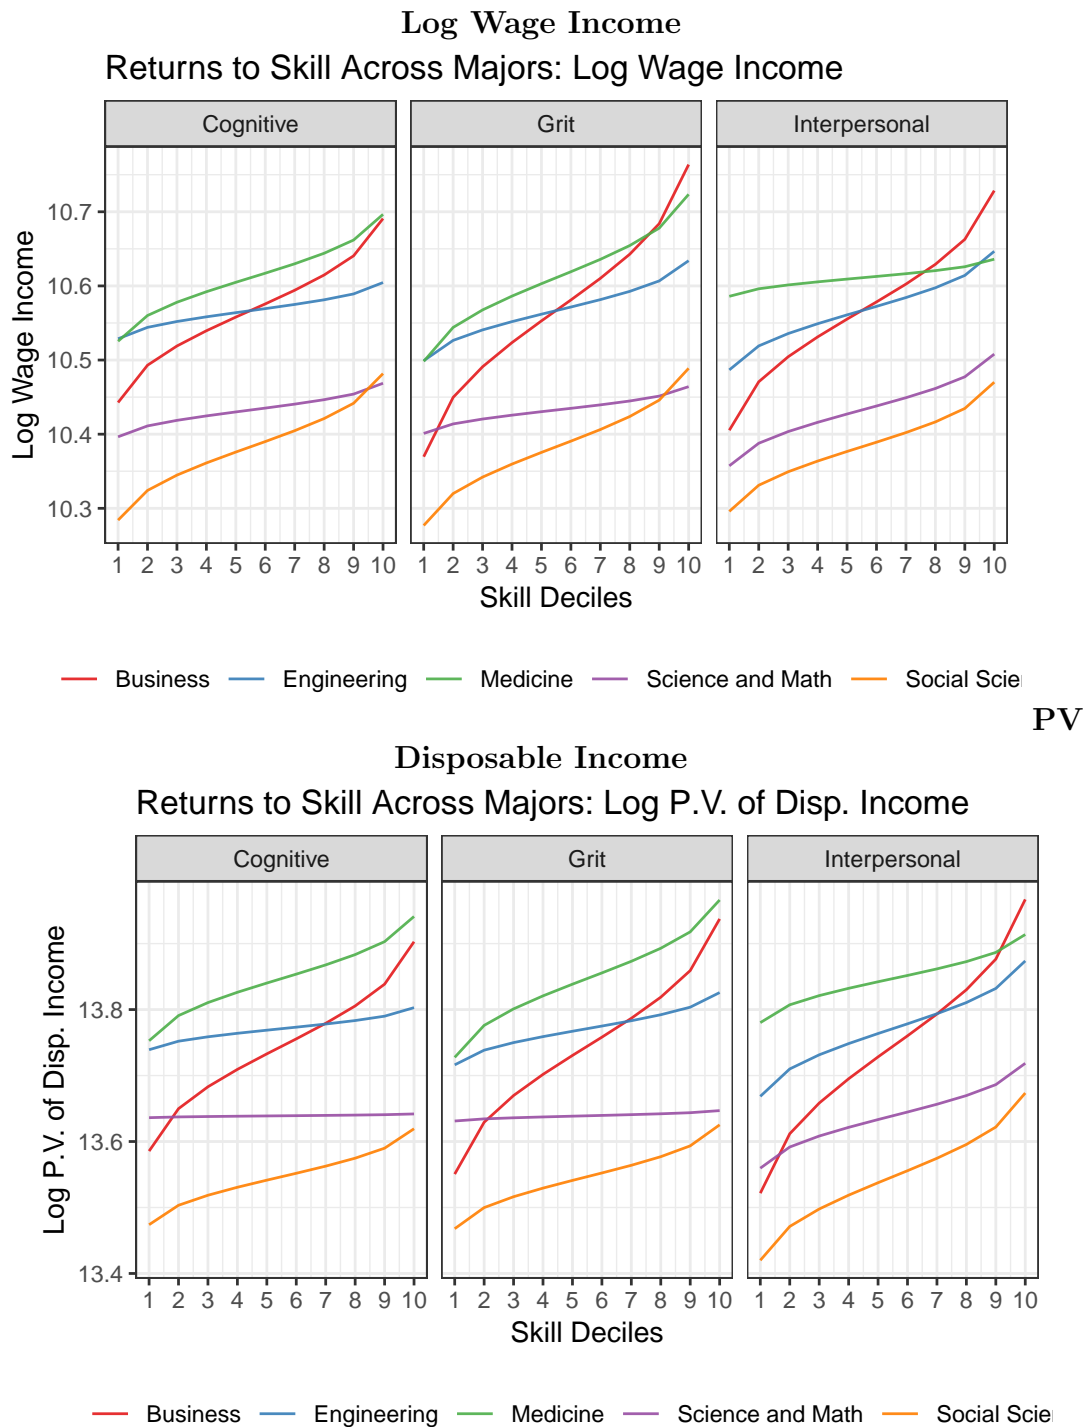 Log Wage Income
Returns to Skill Across Majors: Log Wage Income
Cognitive Grit Interpersonal
Log Wage Income
10.7
10.6
10.5
10.4
10.3
1 2 3 4 5 6 7 8 9 10 1 2 3 4 5 6 7 8 9 10 1 2 3 4 5 6 7 8 9 10
Skill Deciles
Business Engineering Medicine Science and Math Social Scie
PV
Disposable Income
Returns to Skill Across Majors: Log P.V. of Disp. Income
Cognitive Grit Interpersonal
Log P.V. of Disp. Income
13.8
13.6
13.4
1 2 3 4 5 6 7 8 9 10 1 2 3 4 5 6 7 8 9 10 1 2 3 4 5 6 7 8 9 10
Skill Deciles
Business Engineering Medicine Science and Math Social Scie